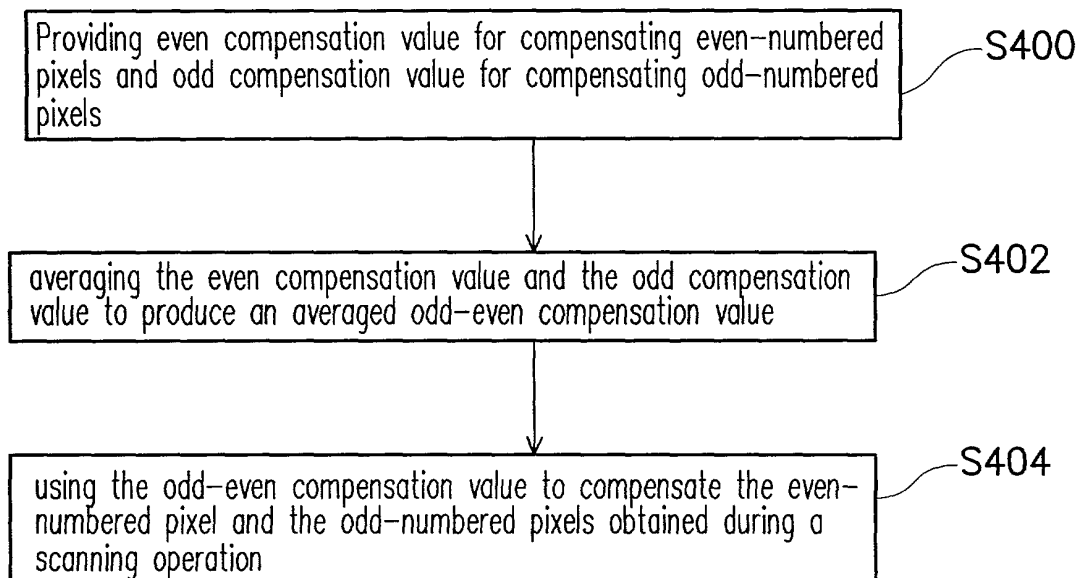 Providing even compensation value for compensating even-numbered
pixels and odd compensation value for compensating odd-numbered
pixels
S400
averaging the even compensation value and the odd compensation
value to produce an averaged odd-even compensation value
S402
using the odd-even compensation value to compensate the even-
numbered pixel and the odd-numbered pixels obtained during a
scanning operation
S404